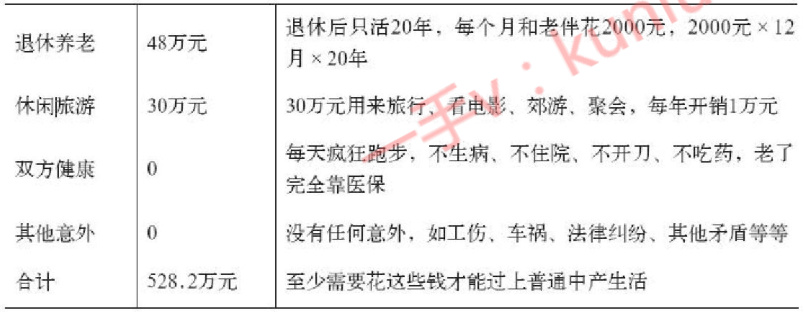 退休养老 48万元 退休后只活20年，每个月和老伴花2000元，2000元×12
月×20年
休闲旅游 30万元 30万元用来旅行、看电影、郊游、聚会，每年开销1万元
双方健康 0 每天疯狂跑步，不生病、不住院、不开刀、不吃药，老了
完全靠医保
其他意外 0 没有任何意外，如工伤、车祸、法律纠纷、其他矛盾等等
合计 528.2万元 至少需要花这些钱才能过上普通中产生活
一手v：kunlu